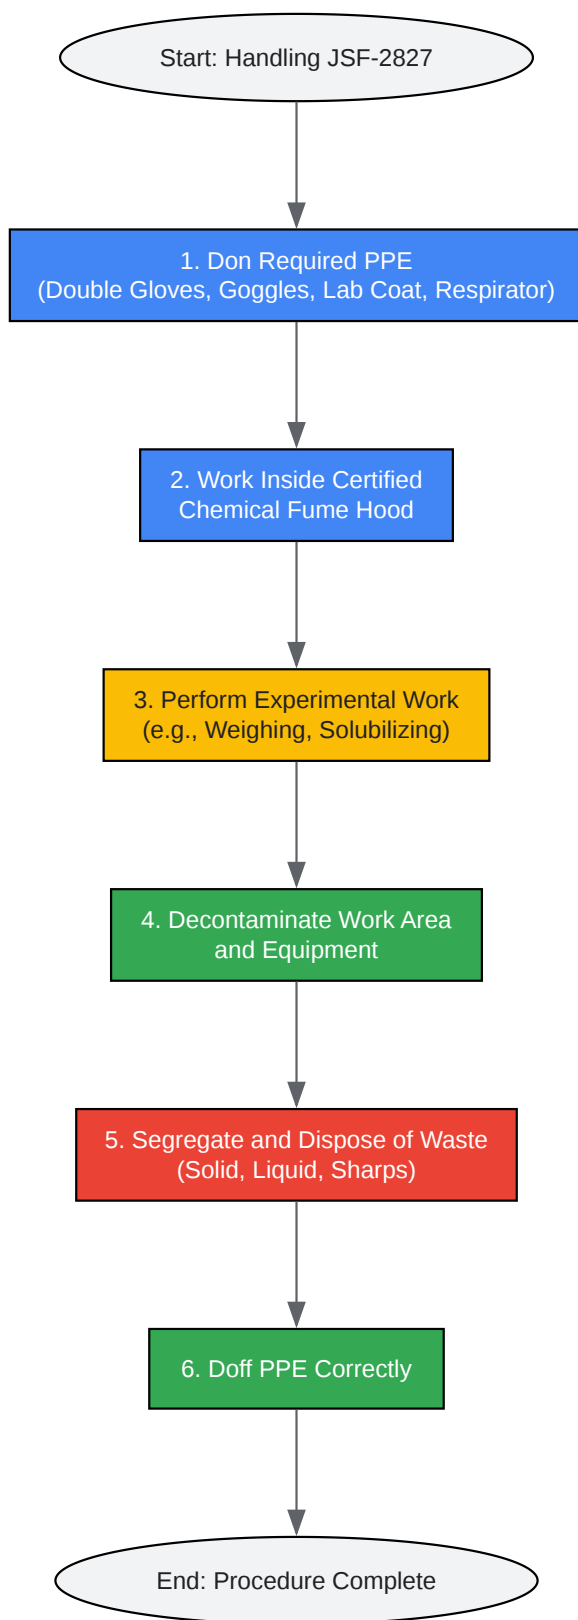 Start: Handling JSF-2827
1. Don Required PPE
(Double Gloves, Goggles, Lab Coat, Respirator)
2. Work Inside Certified
Chemical Fume Hood
3. Perform Experimental Work
(e.g., Weighing, Solubilizing)
4. Decontaminate Work Area
and Equipment
5. Segregate and Dispose of Waste
(Solid, Liquid, Sharps)
6. Doff PPE Correctly
End: Procedure Complete